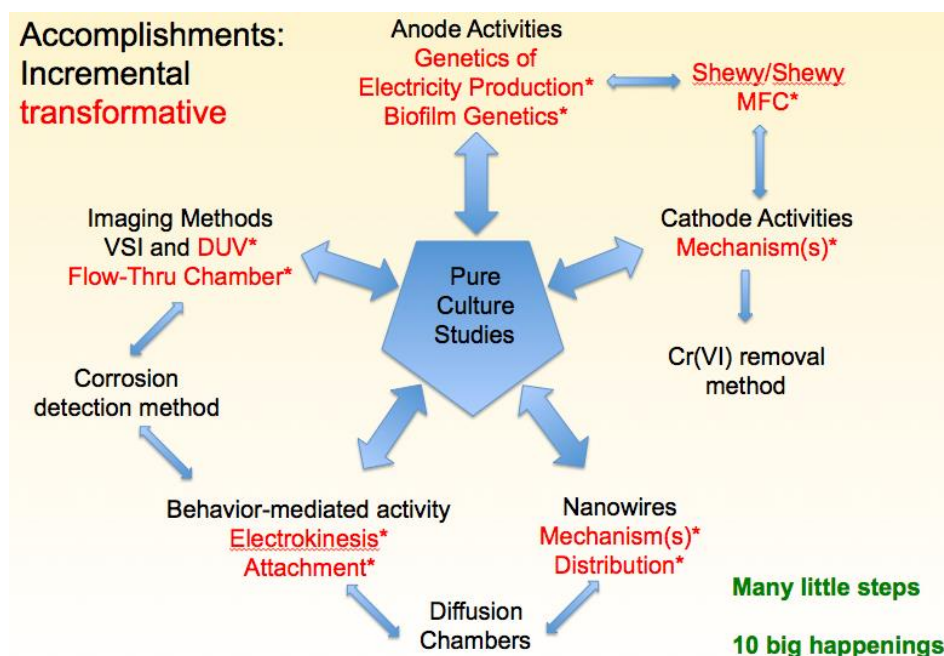 Accomplishments:
Incremental
transformative
Anode Activities
Genetics of
Electricity Production*
Biofilm Genetics*
Shewy/Shewy
MFC*
Imaging Methods
VSI and DUV*
Flow-Thru Chamber*
Pure
Culture
Studies
Cathode Activities
Mechanism(s)*
Corrosion
detection method
Cr(VI) removal
method
Behavior-mediated activity
Electrokinesis*
Attachment*
Nanowires
Mechanism(s)*
Distribution*
Diffusion
Chambers
Many little steps
10 big happenings